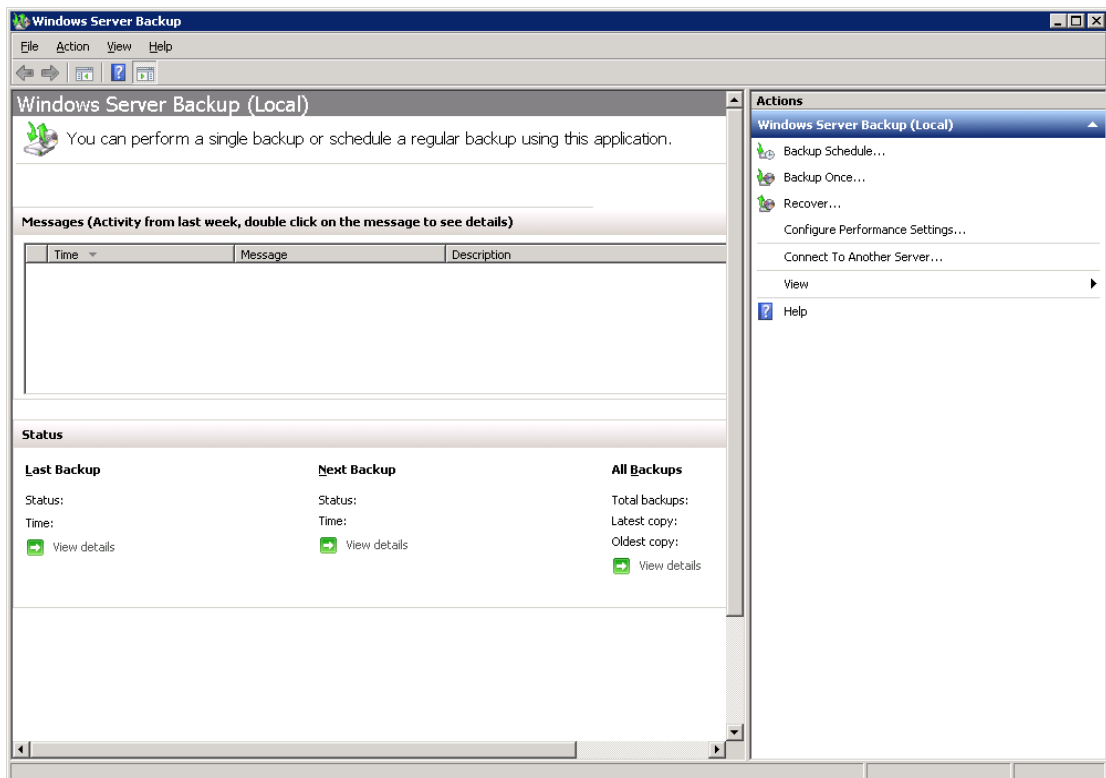 Windows Server Backup
File Action View Help
Windows Server Backup (Local)
You can perform a single backup or schedule a regular backup using this application.
Messages (Activity from last week, double click on the message to see details)
Time Message Description
Status
Last Backup
Status:
Time:
View details
Next Backup
Status:
Time:
View details
All Backups
Total backups:
Latest copy:
Oldest copy:
View details
Actions
Windows Server Backup (Local)
Backup Schedule...
Backup Once...
Recover...
Configure Performance Settings...
Connect To Another Server...
View
Help